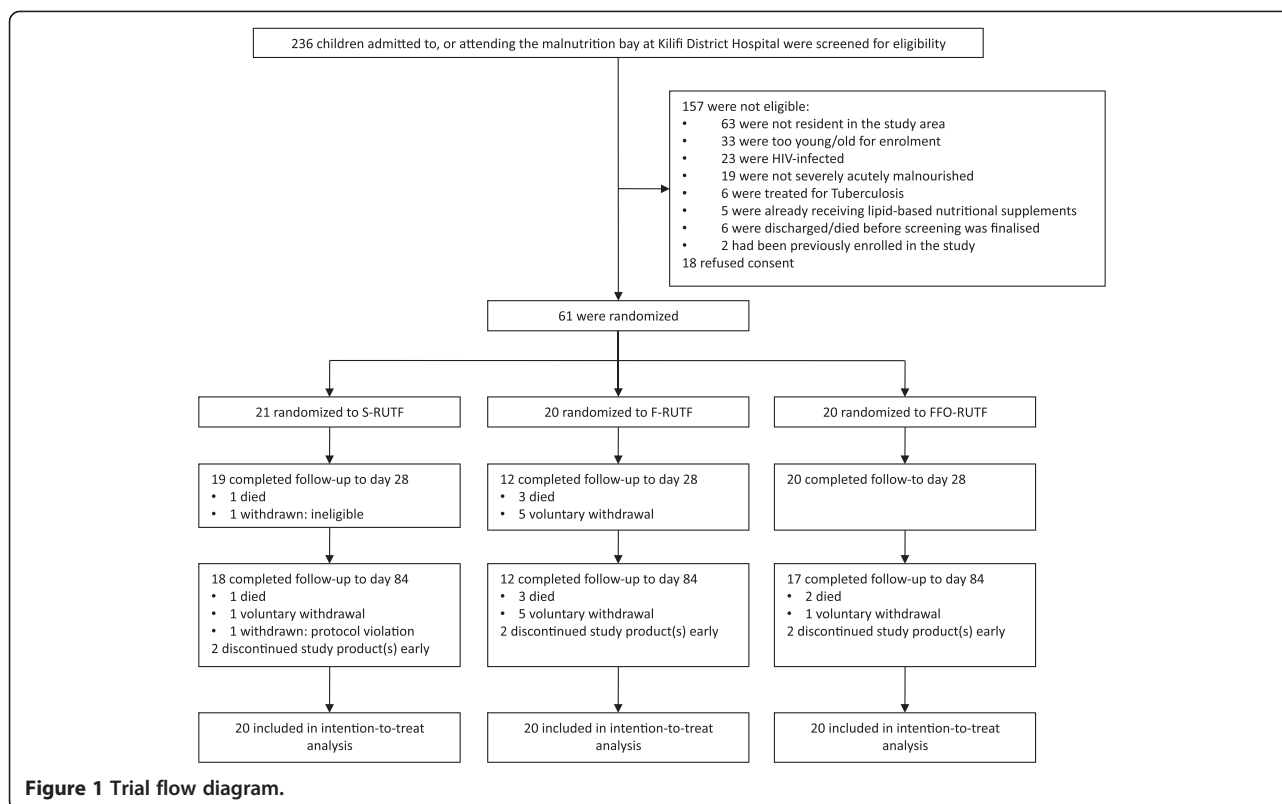 236 children admitted to, or attending the malnutrition bay at Kilifi District Hospital were screened for eligibility
157 were not eligible:
• 63 were not resident in the study area
• 33 were too young/old for enrolment
• 23 were HIV-infected
• 19 were not severely acutely malnourished
• 6 were treated for Tuberculosis
• 5 were already receiving lipid-based nutritional supplements
• 6 were discharged/died before screening was finalised
• 2 had been previously enrolled in the study
18 refused consent
61 were randomized
21 randomized to S-RUTF
20 randomized to F-RUTF
20 randomized to FFO-RUTF
19 completed follow-up to day 28
• 1 died
• 1 withdrawn: ineligible
12 completed follow-up to day 28
• 3 died
• 5 voluntary withdrawal
20 completed follow-to day 28
18 completed follow-up to day 84
• 1 died
• 1 voluntary withdrawal
• 1 withdrawn: protocol violation
2 discontinued study product(s) early
12 completed follow-up to day 84
• 3 died
• 5 voluntary withdrawal
2 discontinued study product(s) early
17 completed follow-up to day 84
• 2 died
• 1 voluntary withdrawal
2 discontinued study product(s) early
20 included in intention-to-treat
analysis
20 included in intention-to-treat
analysis
20 included in intention-to-treat
analysis
Figure 1 Trial flow diagram.